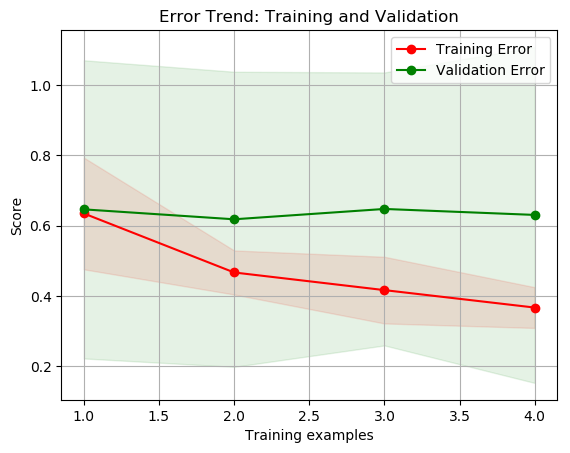 Error Trend: Training and Validation
Training Error
Validation Error
1.0
0.8
0.6
0.4
0.2
Score
1.0 1.5 2.0 2.5 3.0 3.5 4.0
Training examples